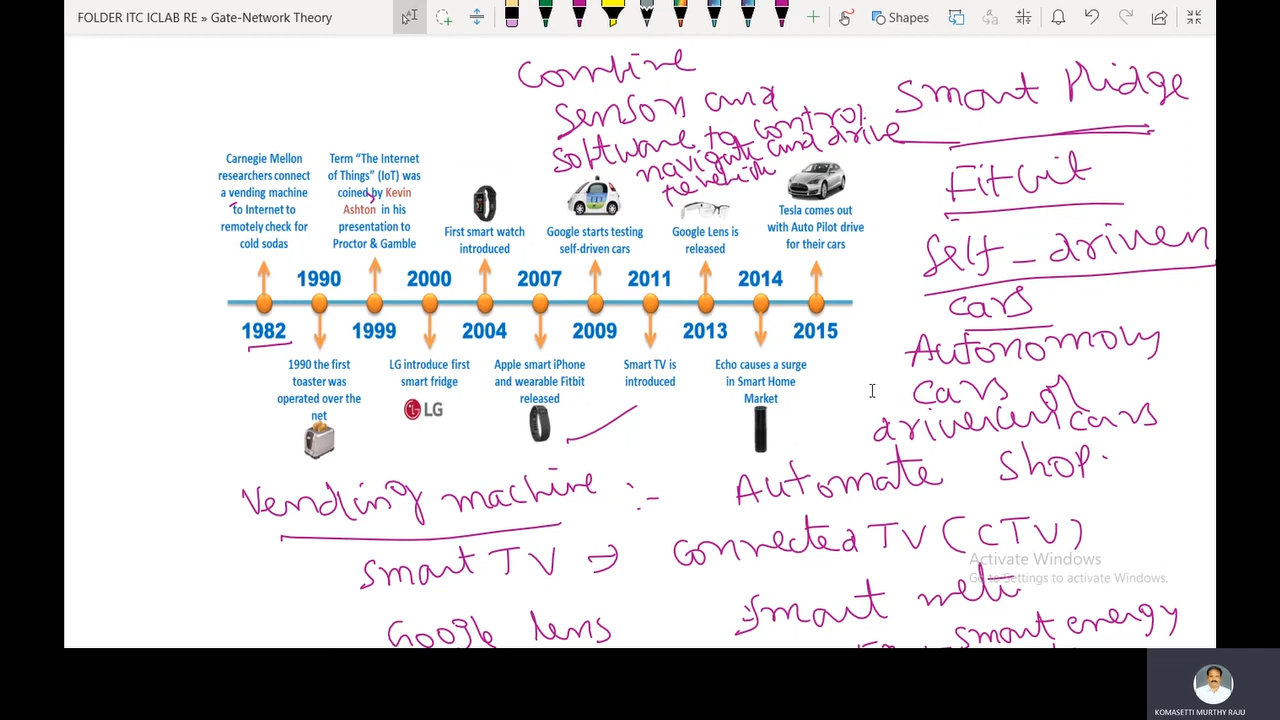 FOLDER ITC ICLAB RE » Gate-Network Theory
Shapes
Combine
sensors and
software to control
navigate and drive
Smart
Fitbit
Self-driven
cars
Autonomous
cars or
cars
Carnegie Mellon
researchers connect
a vending machine
to Internet to
remotely check for
cold sodas
Term "The Internet
of Things" (IoT) was
coined by Kevin
Ashton in his
presentation to
Proctor & Gamble
First smart watch
introduced
Google starts testing
self-driven cars
Google Lens is
released
Tesla comes out
with Auto Pilot drive
for their cars
1990 2000 2007 2011 2014
1982 1999 2004 2009 2013 2015
1990 the first
toaster was
operated over the
net
LG introduce first
smart fridge
LG
Apple smart iPhone
and wearable Fitbit
released
Smart TV is
introduced
Echo causes a surge
in Smart Home
Market
Vending machine :- Automate shop.
Smart TV ⇒ Connected TV (CTV)
Google lens
Smart
smart energy
Activate Windows
Go to Settings to activate Windows.
KOMASETTI MURTHY RAJU